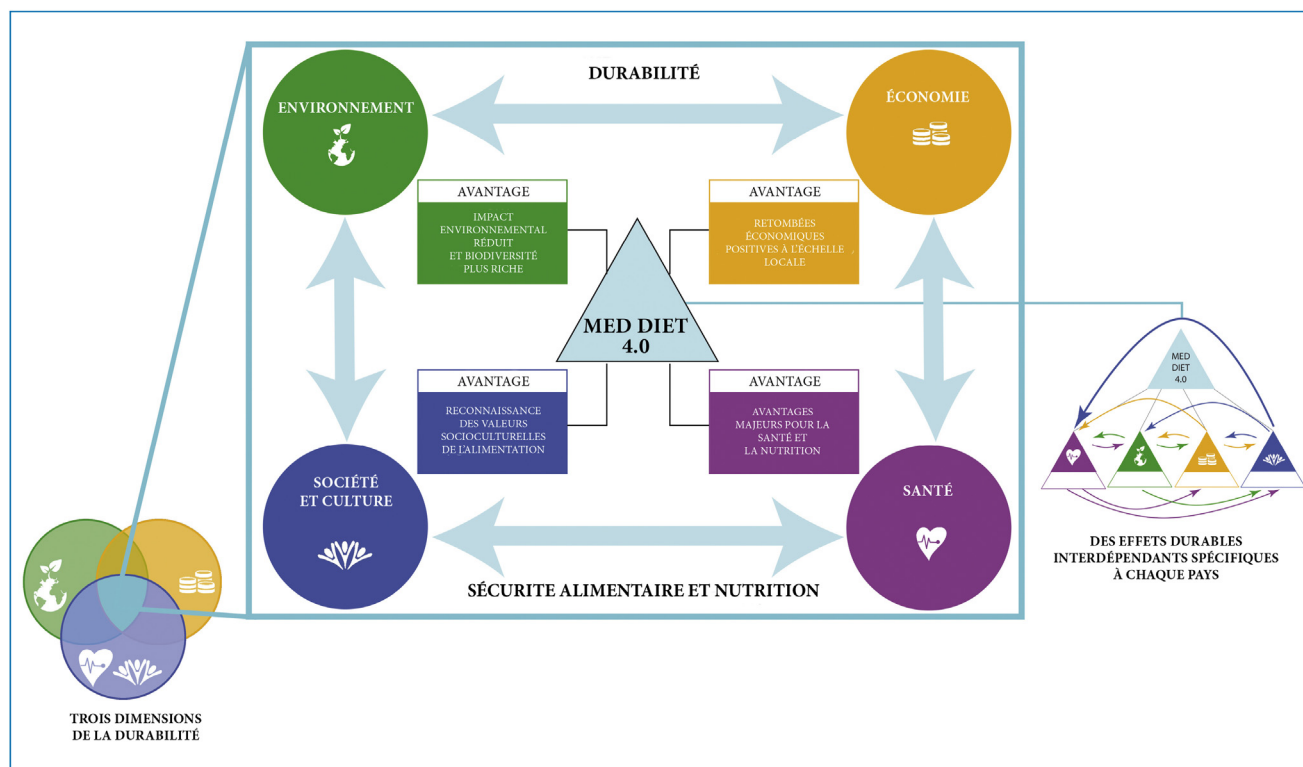 DURABILITÉ
ENVIRONNEMENT
ÉCONOMIE
AVANTAGE
IMPACT
ENVIRONNEMENTAL
RÉDUIT
ET BIODIVERSITÉ
PLUS RICHE
AVANTAGE
RETOMBÉES
ÉCONOMIQUES
POSITIVES À L'ÉCHELLE
LOCALE
MED DIET
4.0
AVANTAGE
RECONNAISSANCE
DES VALEURS
SOCIOCULTURELLES
DE L'ALIMENTATION
AVANTAGE
AVANTAGES
MAJEURS POUR LA
SANTÉ ET
LA NUTRITION
SOCIÉTÉ
ET CULTURE
SANTÉ
SÉCURITE ALIMENTAIRE ET NUTRITION
MED
DIET
4.0
DES EFFETS DURABLES
INTERDÉPENDANTS SPÉCIFIQUES
À CHAQUE PAYS
TROIS DIMENSIONS
DE LA DURABILITÉ